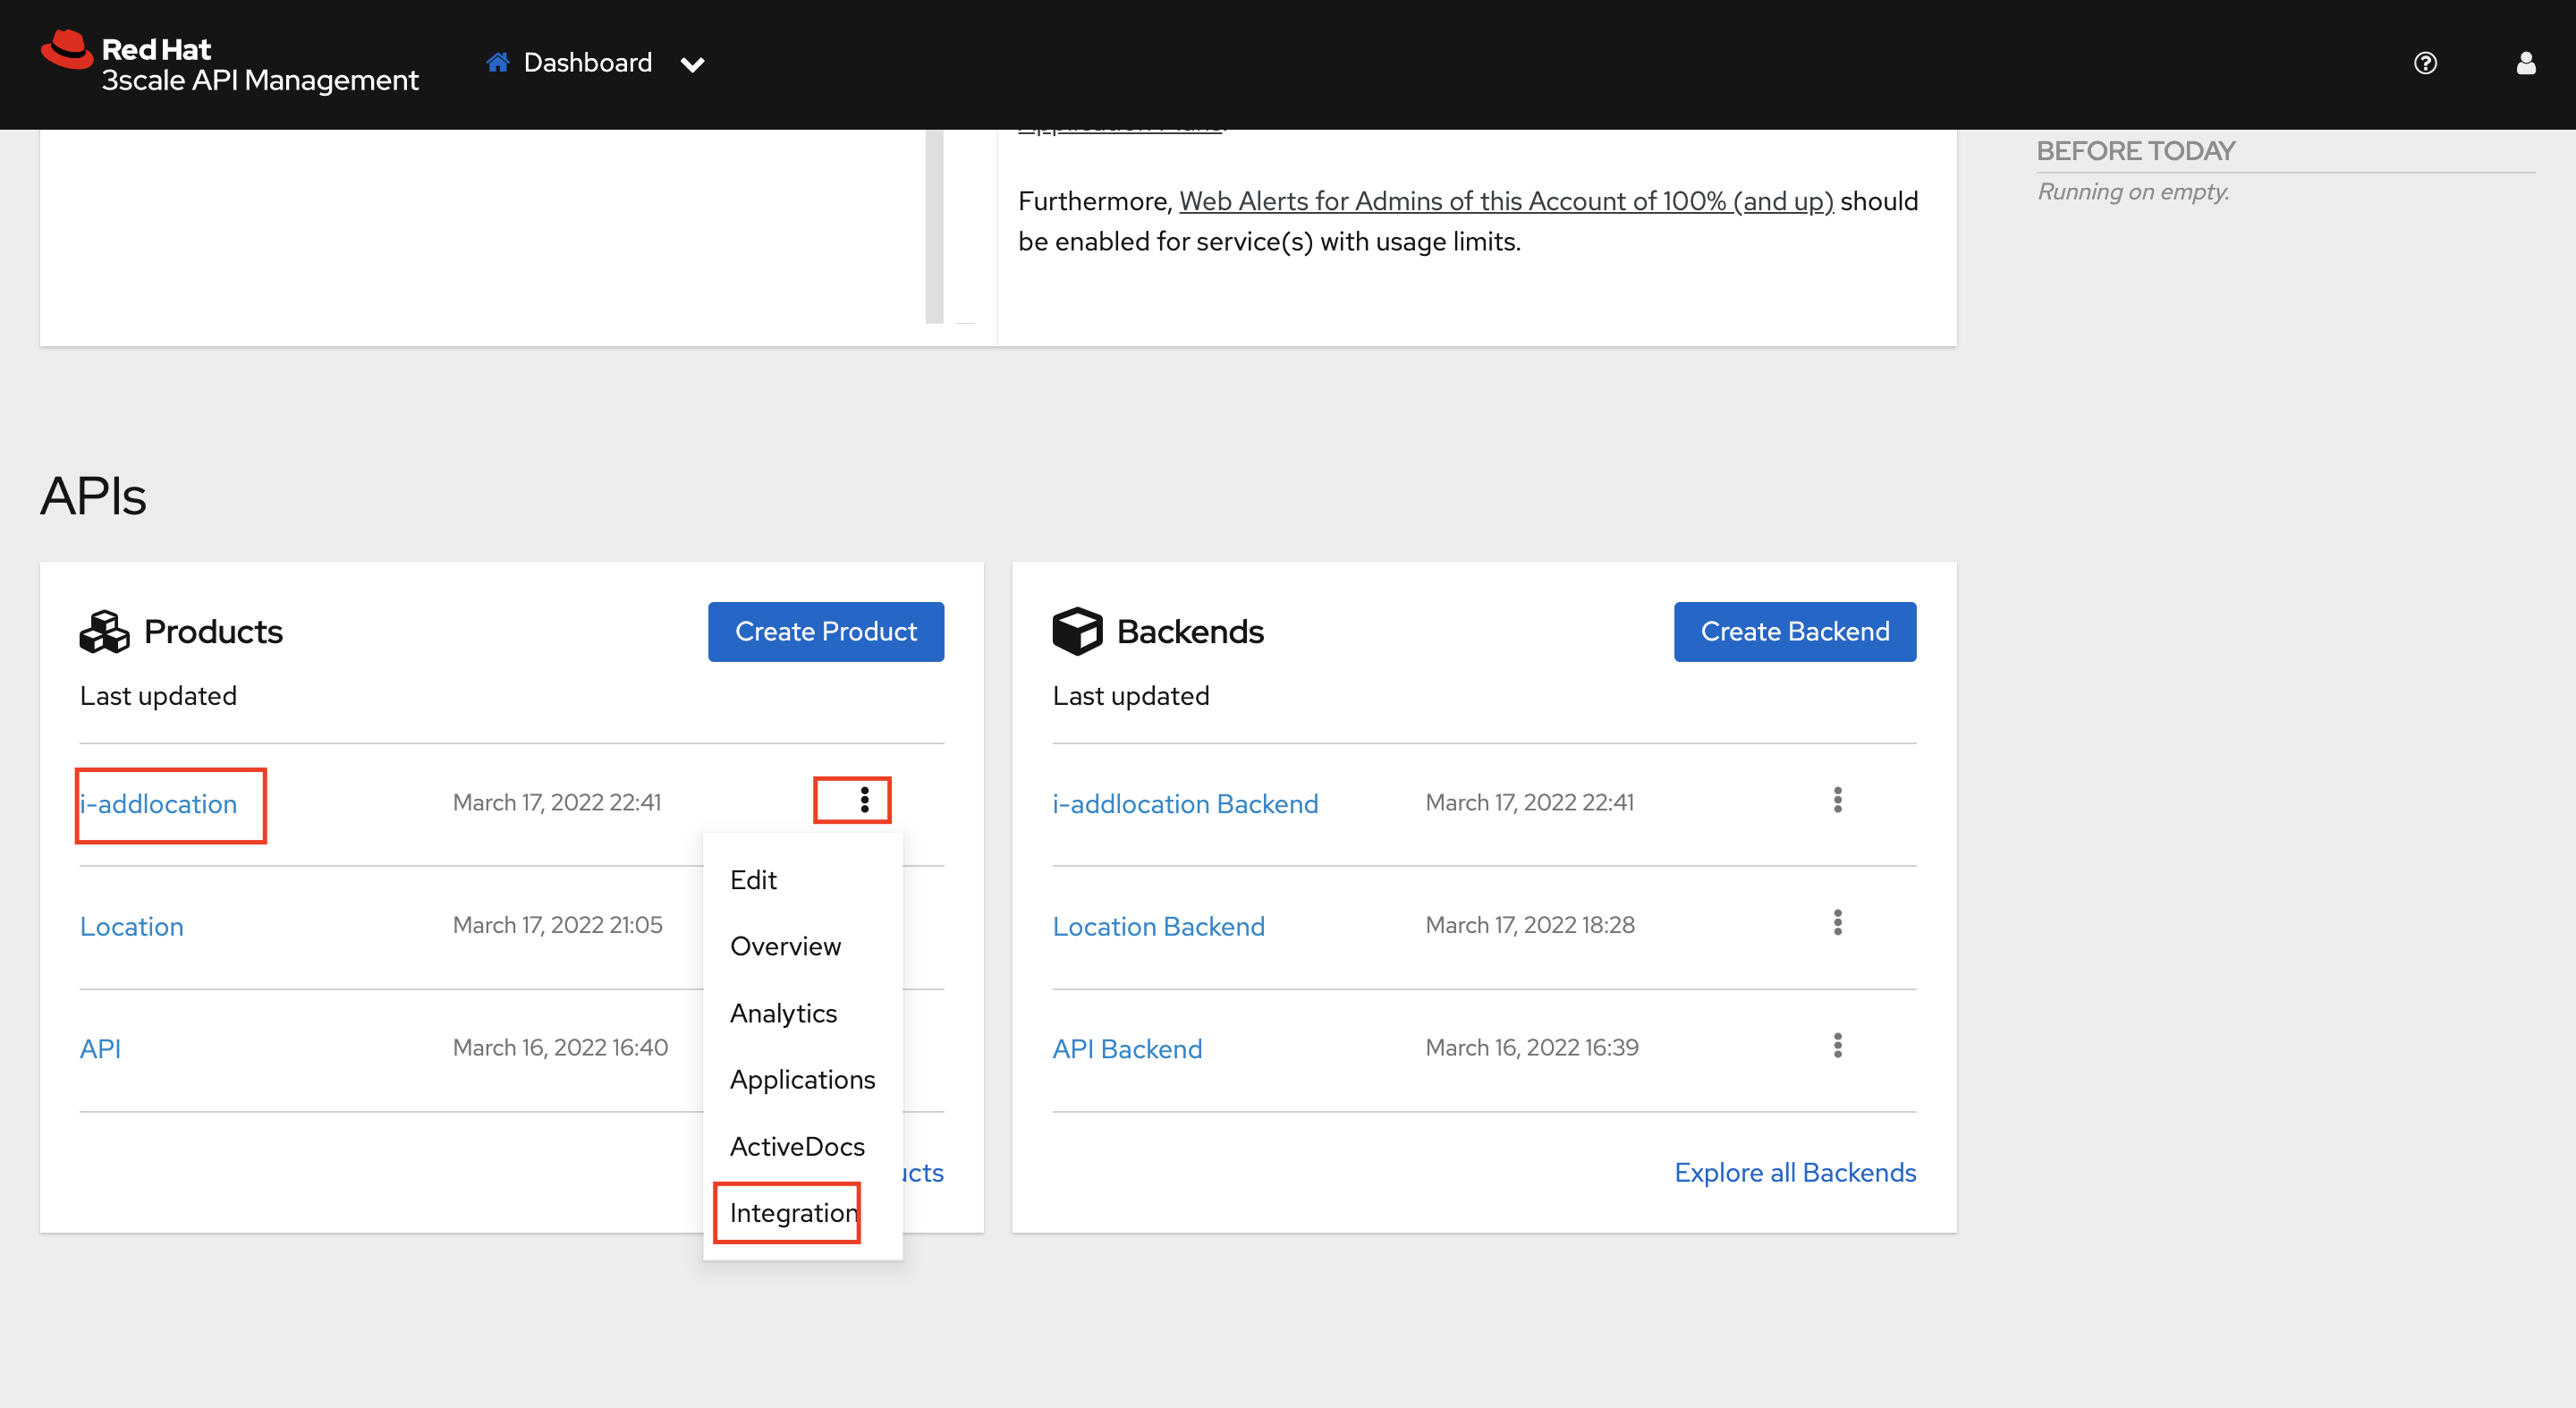 Red Hat
3scale API Management
Dashboard
Furthermore, Web Alerts for Admins of this Account of 100% (and up) should
be enabled for service(s) with usage limits.
BEFORE TODAY
Running on empty.
APIs
Products
Create Product
Last updated
i-addlocation
March 17, 2022 22:41
Location
March 17, 2022 21:05
API
March 16, 2022 16:40
Edit
Overview
Analytics
Applications
ActiveDocs
Integration
Backends
Create Backend
Last updated
i-addlocation Backend
March 17, 2022 22:41
Location Backend
March 17, 2022 18:28
API Backend
March 16, 2022 16:39
Explore all Backends